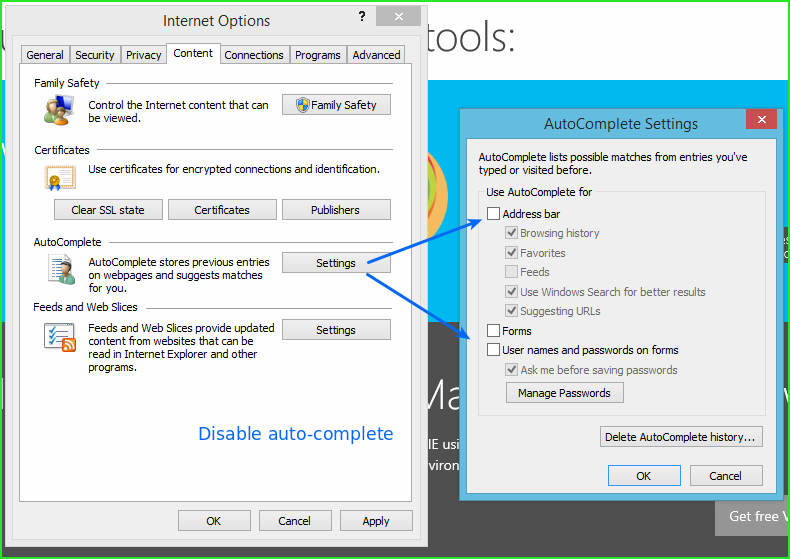 Internet Options
?
tools:
General
Security
Privacy
Content
Connections
Programs
Advanced
Family Safety
Control the Internet content that can
be viewed.
Family Safety
Certificates
Use certificates for encrypted connections and identification.
Clear SSL state
Certificates
Publishers
AutoComplete
AutoComplete stores previous entries
on webpages and suggests matches
for you.
Settings
Feeds and Web Slices
Feeds and Web Slices provide updated
content from websites that can be
read in Internet Explorer and other
programs.
Settings
Disable auto-complete
OK
Cancel
Apply
AutoComplete Settings
AutoComplete lists possible matches from entries you've
typed or visited before.
Use AutoComplete for
Address bar
Browsing history
Favorites
Feeds
Use Windows Search for better results
Suggesting URLs
Forms
User names and passwords on forms
Ask me before saving passwords
Manage Passwords
Delete AutoComplete history...
OK
Cancel
Ma
IE usi
Get free V